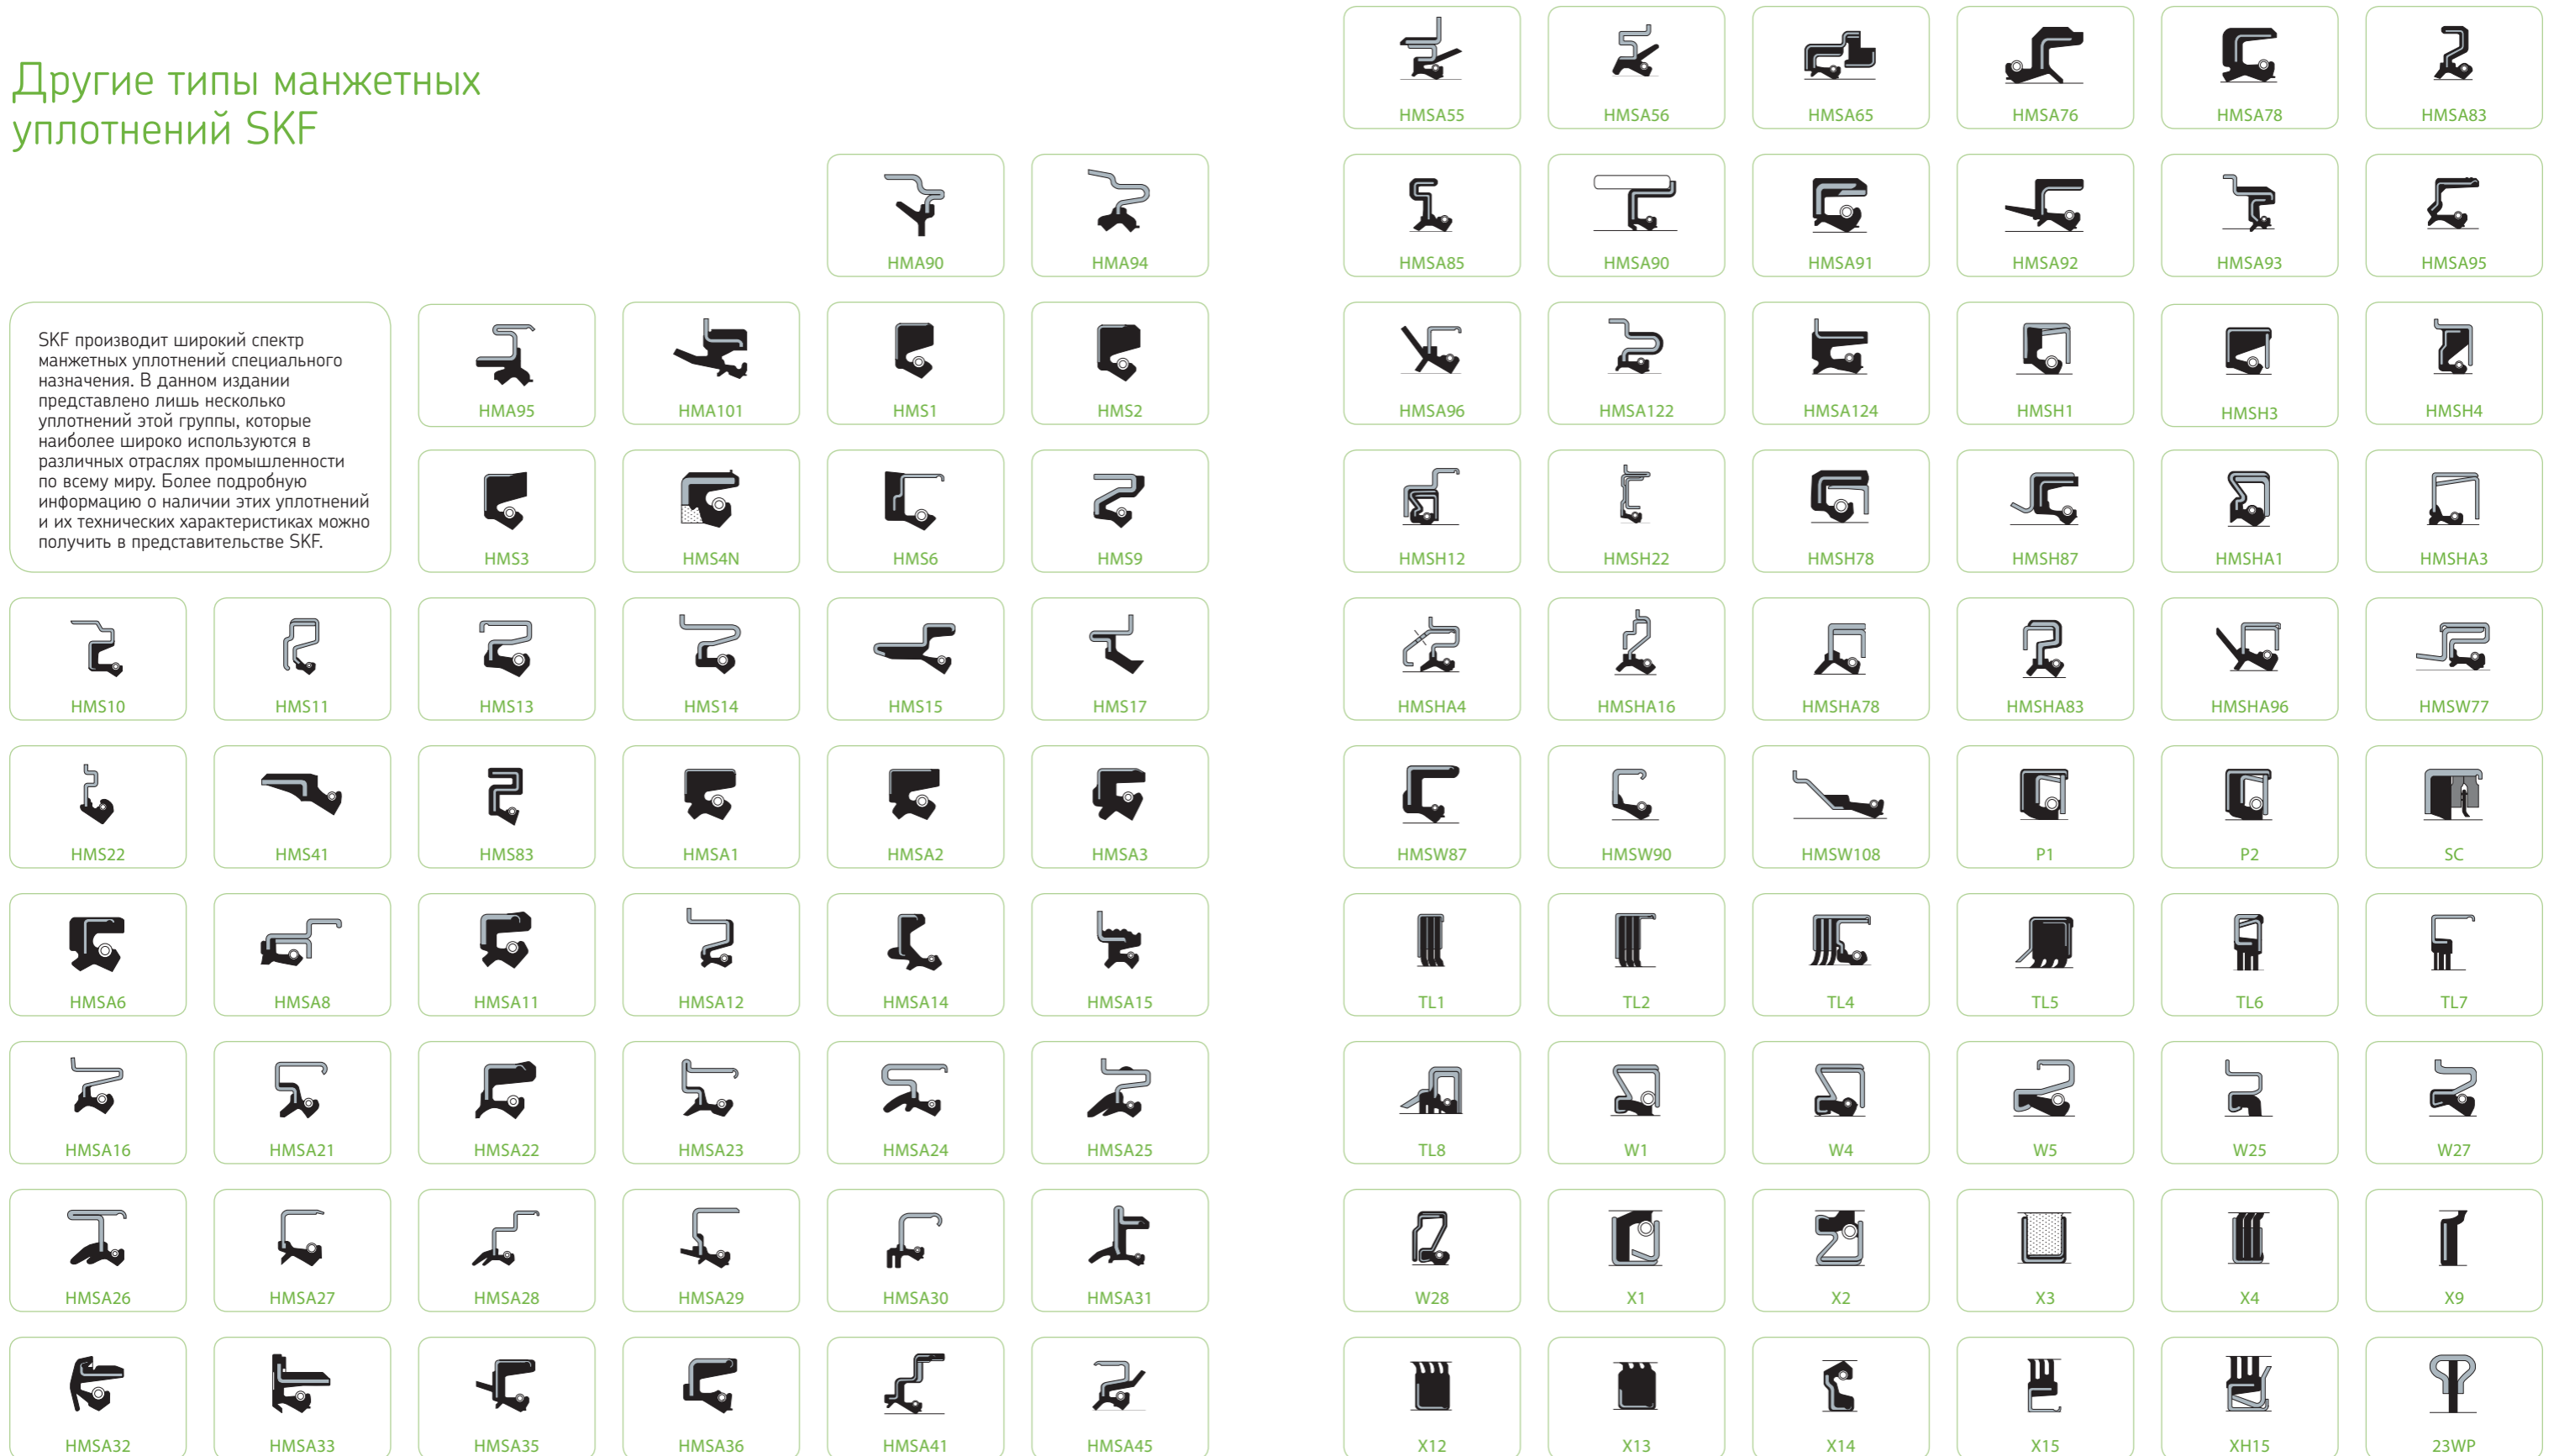 Другие типы манжетных
уплотнений SKF
HMA90
HMA94
SKF производит широкий спектр
манжетных уплотнений специального
назначения. В данном издании
представлено лишь несколько
уплотнений этой группы, которые
наиболее широко используются в
различных отраслях промышленности
по всему миру. Более подробную
информацию о наличии этих уплотнений
и их технических характеристиках можно
получить в представительстве SKF.
HMA95
HMA101
HMS1
HMS2
HMS3
HMS4N
HMS6
HMS9
HMS10
HMS11
HMS13
HMS14
HMS15
HMS17
HMS22
HMS41
HMS83
HMSA1
HMSA2
HMSA3
HMSA6
HMSA8
HMSA11
HMSA12
HMSA14
HMSA15
HMSA16
HMSA21
HMSA22
HMSA23
HMSA24
HMSA25
HMSA26
HMSA27
HMSA28
HMSA29
HMSA30
HMSA31
HMSA32
HMSA33
HMSA35
HMSA36
HMSA41
HMSA45
HMSA55
HMSA56
HMSA65
HMSA76
HMSA78
HMSA83
HMSA85
HMSA90
HMSA91
HMSA92
HMSA93
HMSA95
HMSA96
HMSA122
HMSA124
HMSH1
HMSH3
HMSH4
HMSH12
HMSH22
HMSH78
HMSH87
HMSHA1
HMSHA3
HMSHA4
HMSHA16
HMSHA78
HMSHA83
HMSHA96
HMSW77
HMSW87
HMSW90
HMSW108
P1
P2
SC
TL1
TL2
TL4
TL5
TL6
TL7
TL8
W1
W4
W5
W25
W27
W28
X1
X2
X3
X4
X9
X12
X13
X14
X15
XH15
23WP